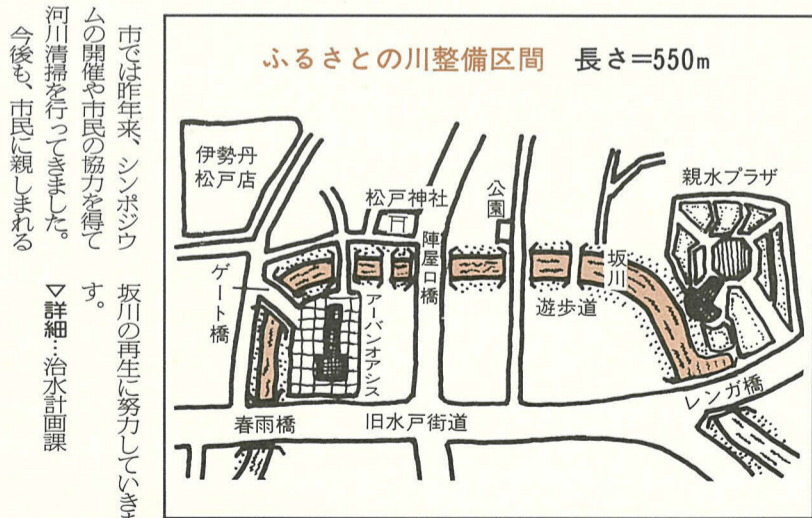 ふるさとの川整備区間 長さ=550m
伊勢丹
松戸店
松戸神社
公園
親水プラザ
陣屋口橋
坂川
ゲート橋
アーバンオアシス
遊歩道
レンガ橋
春雨橋
旧水戸街道
市では昨年来、シンポジウ
ムの開催や市民の協力を得て
河川清掃を行ってきました。
今後も、市民に親しまれる
坂川の再生に努力していきま
す。
▽詳細…治水計画課